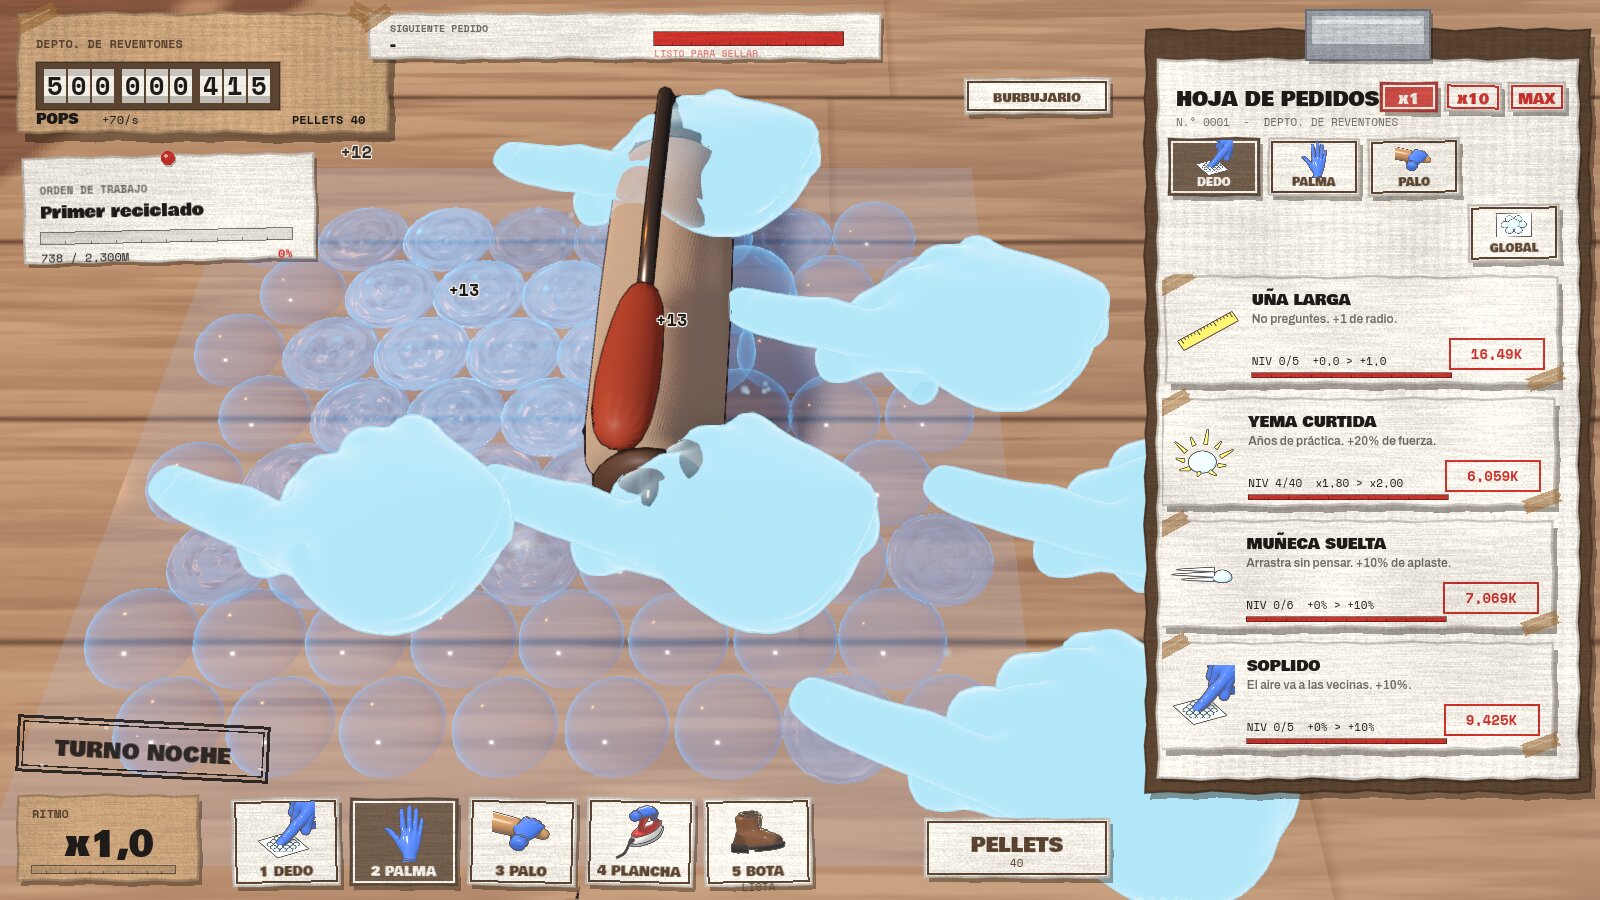 DEPTO. DE REVENTONES
500 000 415
POPS +70/s PELLETS 40
SIGUIENTE PEDIDO
-
LISTO PARA SELLAR
+12
ORDEN DE TRABAJO
Primer reciclado
738 / 2,300M 0%
BURBUJARIO
+13
+13
HOJA DE PEDIDOS x1 x10 MAX
N.° 0001 - DEPTO. DE REVENTONES
DEDO PALMA PALO
GLOBAL
UÑA LARGA
No preguntes. +1 de radio.
NIV 0/5 +0,0 > +1,0 16,49K
YEMA CURTIDA
Años de práctica. +20% de fuerza.
NIV 4/40 x1,80 > x2,00 6,059K
MUÑECA SUELTA
Arrastra sin pensar. +10% de aplaste.
NIV 0/6 +0% > +10% 7,069K
SOPLIDO
El aire va a las vecinas. +10%.
NIV 0/5 +0% > +10% 9,425K
TURNO NOCHE
RITMO
x1,0
1 DEDO 2 PALMA 3 PALO 4 PLANCHA 5 BOTA
LISTA
PELLETS
40